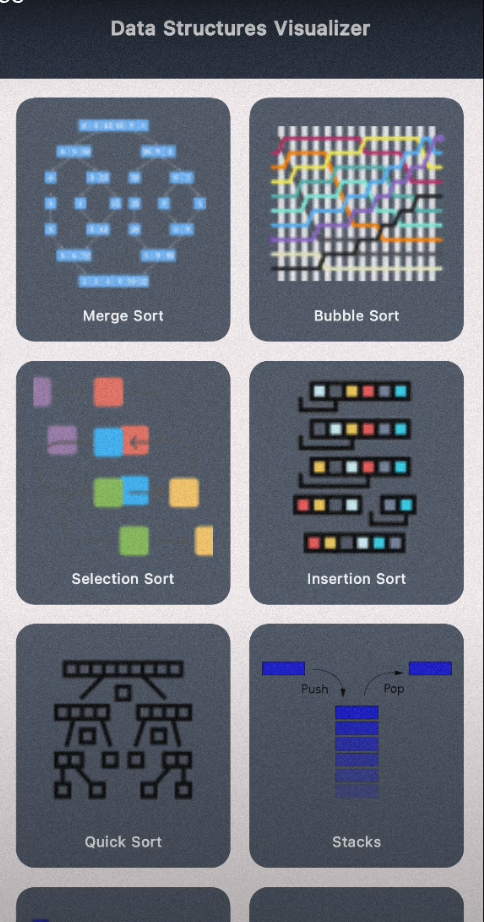 Data Structures Visualizer
Merge Sort
Bubble Sort
Selection Sort
Insertion Sort
Push
Pop
Quick Sort
Stacks